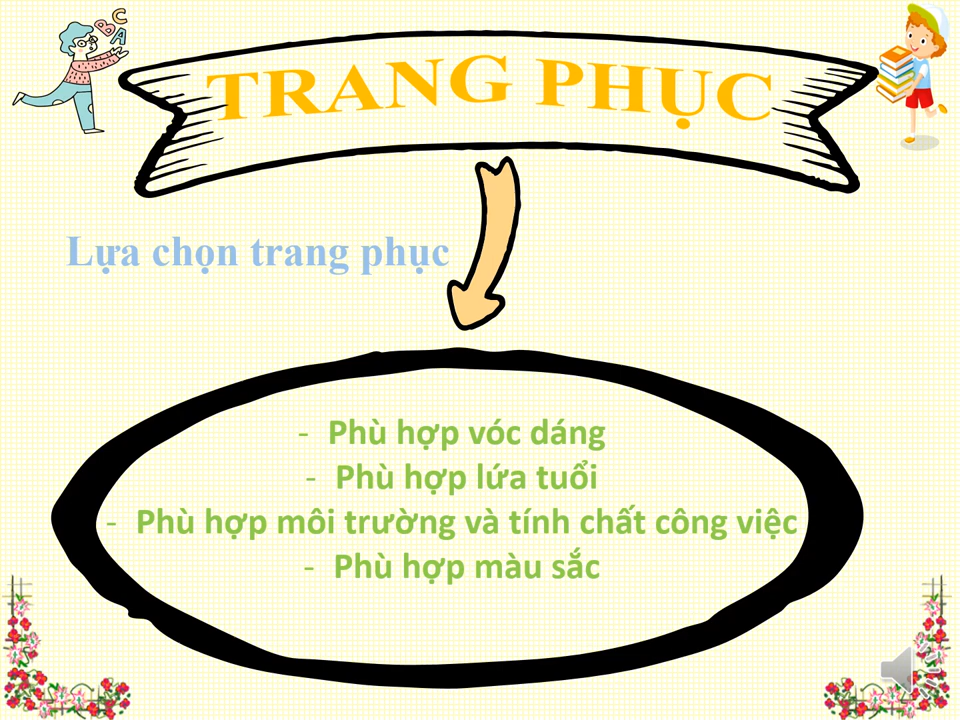 BCA
TRANG PHỤC
Lựa chọn trang phục
- Phù hợp vóc dáng
- Phù hợp lứa tuổi
- Phù hợp môi trường và tính chất công việc
- Phù hợp màu sắc